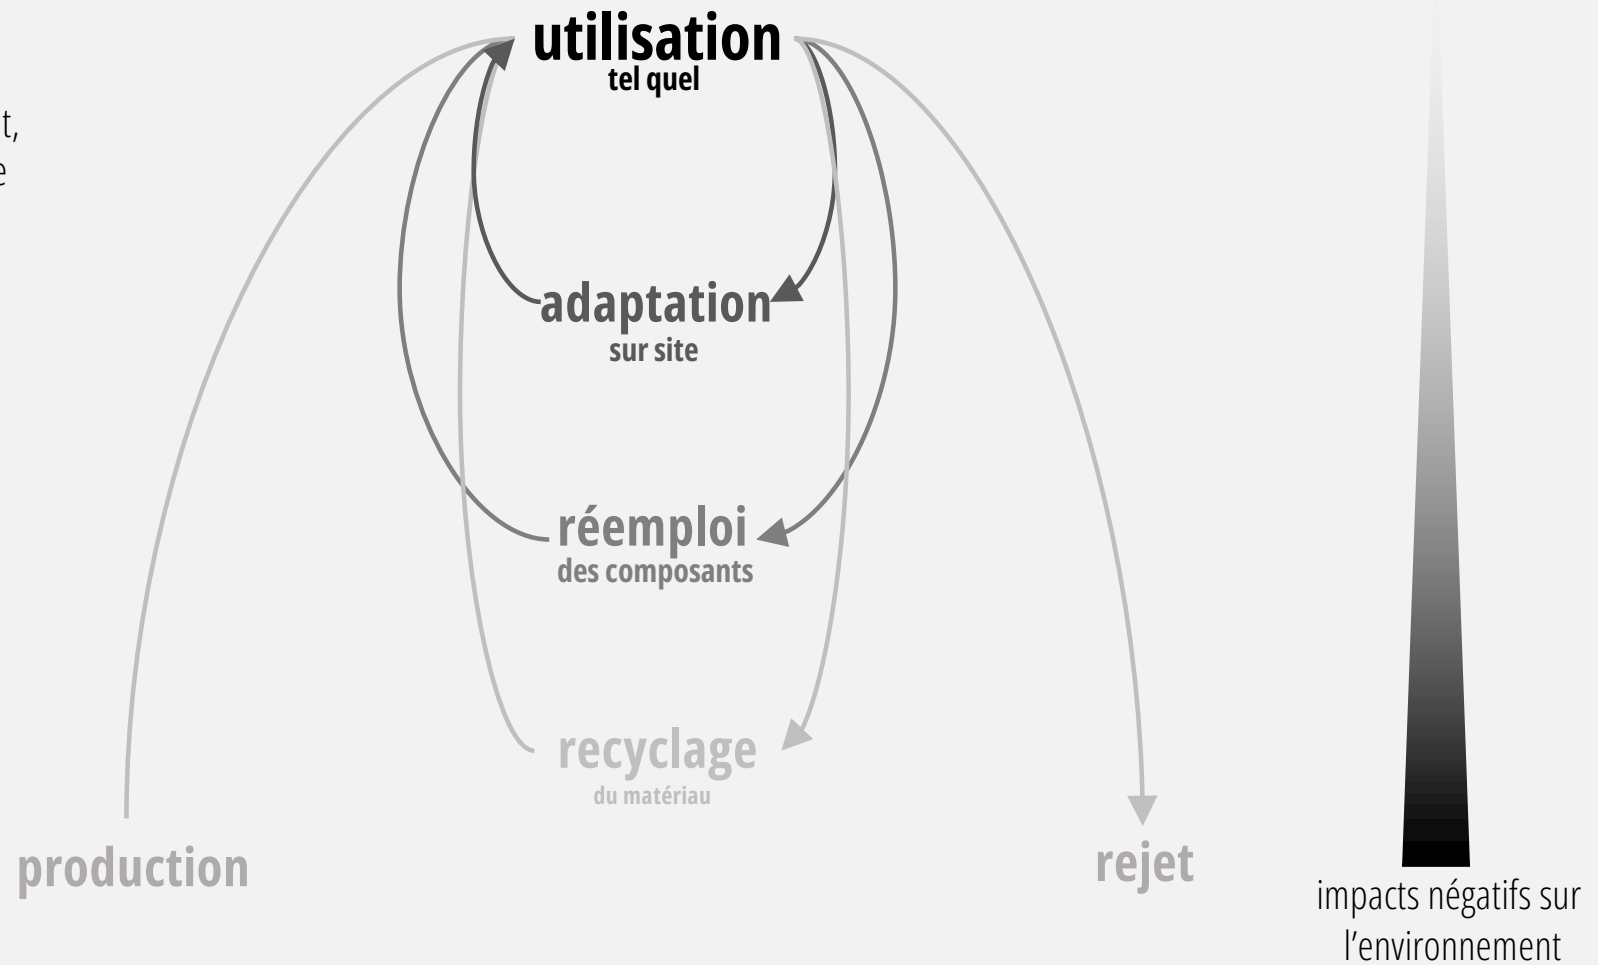 utilisation
tel quel
t,
e
adaptation
sur site
réemploi
des composants
recyclage
du matériau
production
rejet
impacts négatifs sur
l'environnement